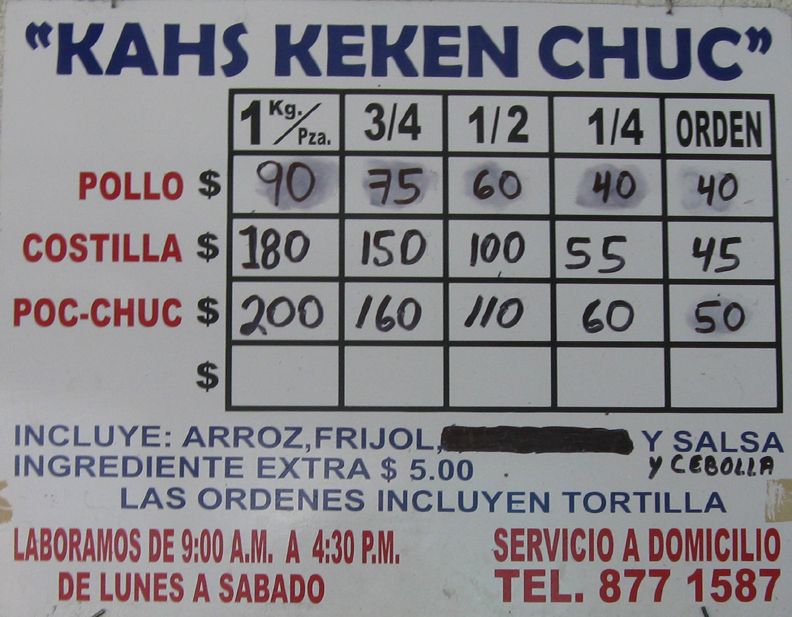 "KAHS KEKEN CHUC"
1 Kg./Pza. 3/4 1/2 1/4 ORDEN
POLLO $ 90 75 60 40 40
COSTILLA $ 180 150 100 55 45
POC-CHUC $ 200 160 110 60 50
$
INCLUYE: ARROZ,FRIJOL, Y SALSA
Y CEBOLLA
INGREDIENTE EXTRA $ 5.00
LAS ORDENES INCLUYEN TORTILLA
LABORAMOS DE 9:00 A.M. A 4:30 P.M.
DE LUNES A SABADO
SERVICIO A DOMICILIO
TEL. 877 1587